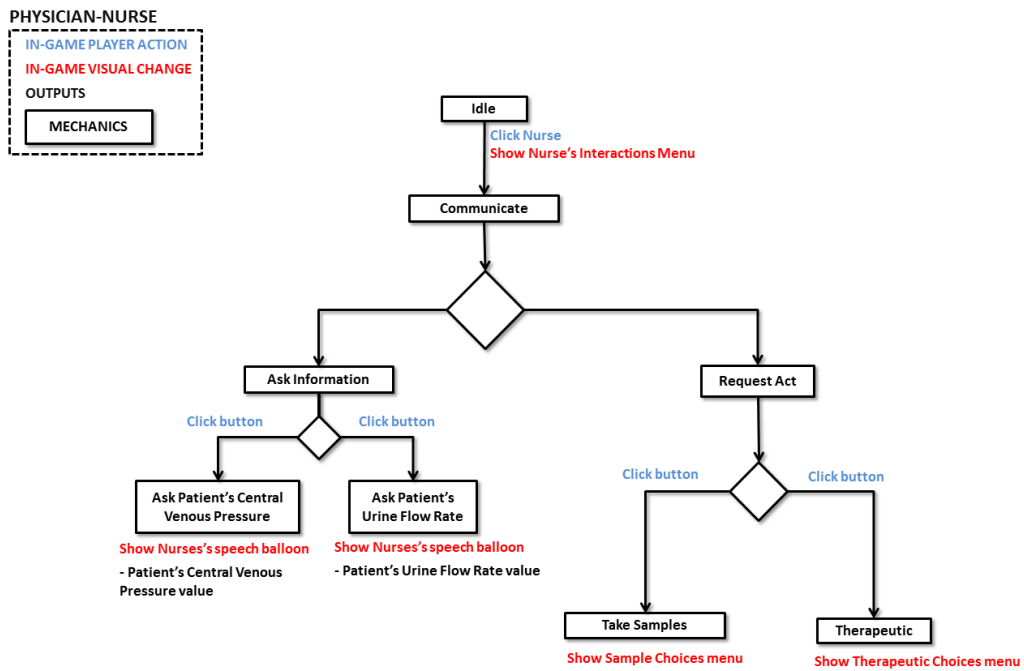 PHYSICIAN-NURSE
IN-GAME PLAYER ACTION
IN-GAME VISUAL CHANGE
OUTPUTS
MECHANICS
Idle
Click Nurse
Show Nurse's Interactions Menu
Communicate
Ask Information
Request Act
Click button
Click button
Click button
Click button
Ask Patient's Central
Venous Pressure
Ask Patient's
Urine Flow Rate
Show Nurses's speech balloon
- Patient's Central Venous
Pressure value
Show Nurses's speech balloon
- Patient's Urine Flow Rate value
Take Samples
Therapeutic
Show Sample Choices menu
Show Therapeutic Choices menu